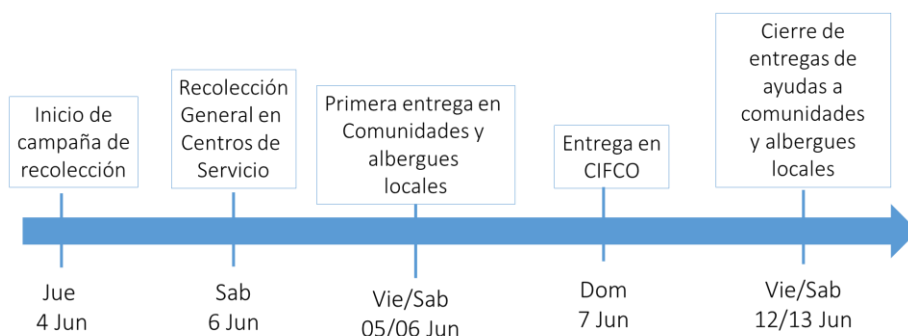 Inicio de
campaña de
recolección
Recolección
General en
Centros de
Servicio
Primera entrega en
Comunidades y
albergues
locales
Entrega en
CIFCO
Cierre de
entregas de
ayudas a
comunidades
y albergues
locales
Jue
4 Jun
Sab
6 Jun
Vie/Sab
05/06 Jun
Dom
7 Jun
Vie/Sab
12/13 Jun